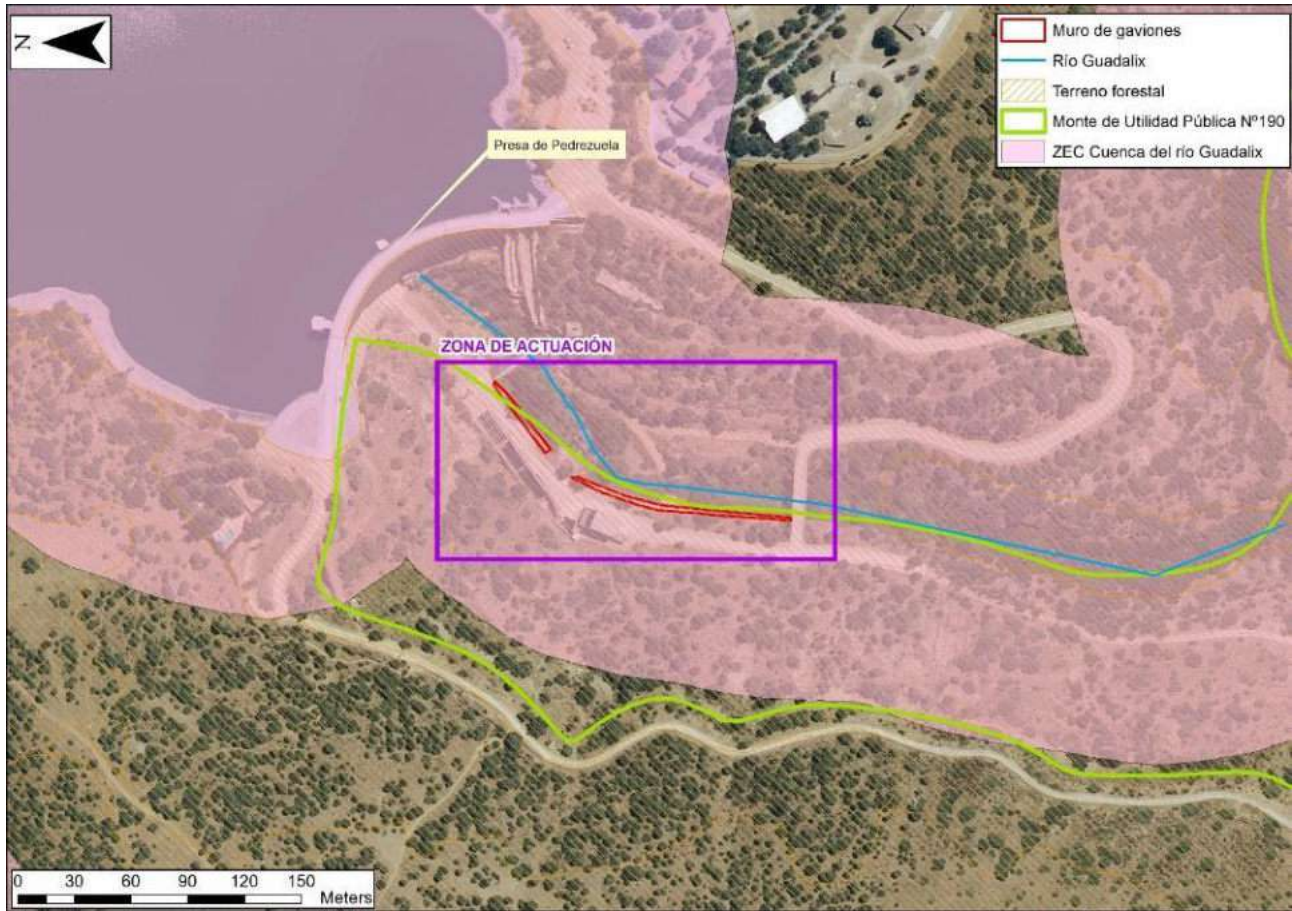 N
Muro de gaviones
Río Guadalix
Terreno forestal
Monte de Utilidad Pública Nº190
ZEC Cuenca del río Guadalix
Presa de Pedrezuela
ZONA DE ACTUACIÓN
0 30 60 90 120 150
Meters